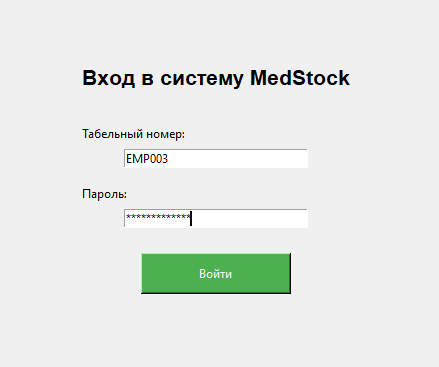 Вход в систему MedStock
Табельный номер:
EMP003
Пароль:
*************
Войти